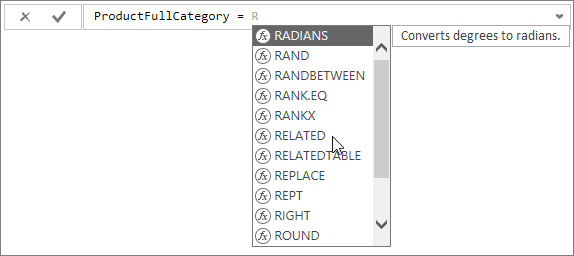 ProductFullCategory = R
RADIANS
Converts degrees to radians.
RAND
RANDBETWEEN
RANK.EQ
RANKX
RELATED
RELATEDTABLE
REPLACE
REPT
RIGHT
ROUND